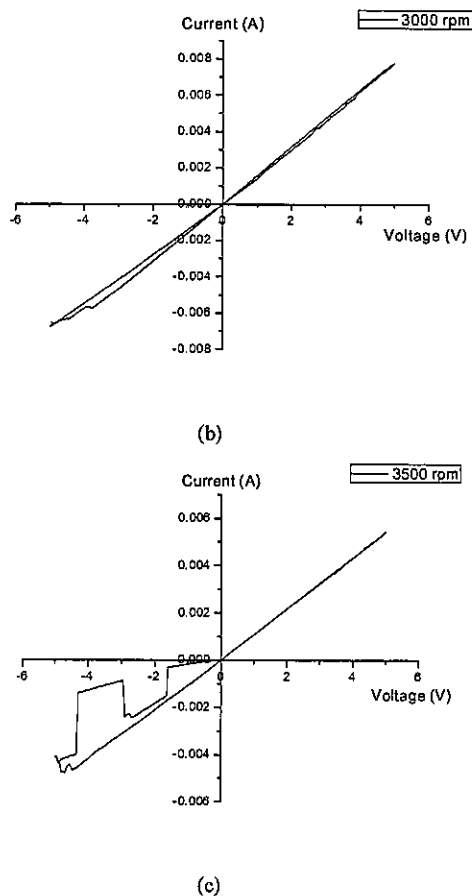 Current (A)
3000 rpm
0.008
0.006
0.004
0.002
0.000
-6 -4 -2 0 2 4 6
Voltage (V)
-0.002
-0.004
-0.006
-0.008
(b)
Current (A)
3500 rpm
0.006
0.004
0.002
0.000
-6 -4 -2 0 2 4 6
Voltage (V)
-0.002
-0.004
-0.006
(c)